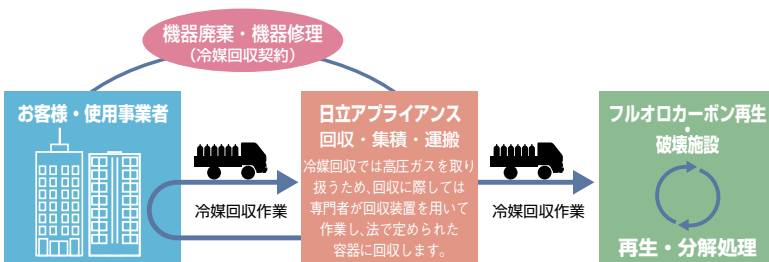 機器廃棄・機器修理
（冷媒回収契約）
お客様・使用事業者
冷媒回収作業
日立アプライアンス
回収・集積・運搬
冷媒回収では高圧ガスを取り
扱うため、回収に際しては
専門者が回収装置を用いて
作業し、法で定められた
容器に回収します。
冷媒回収作業
フルオロカーボン再生
・
破壊施設
再生・分解処理